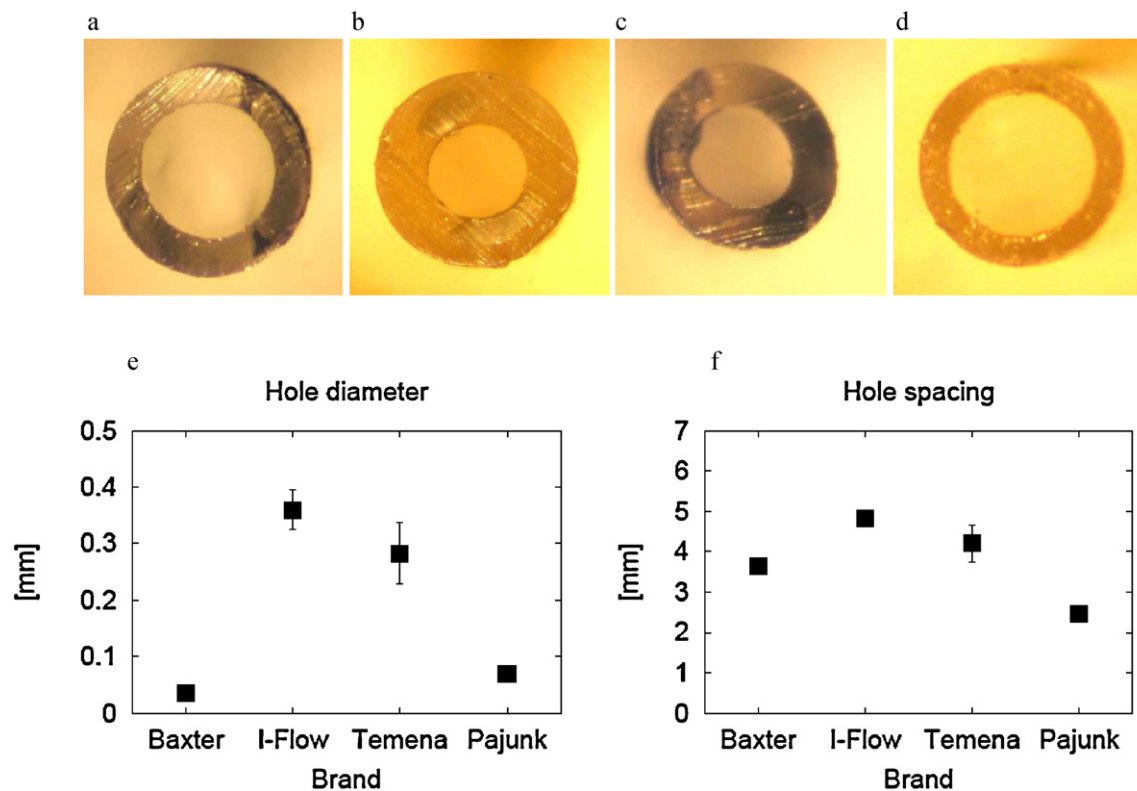 a b c d
e f
Hole diameter
0.5
0.4
0.3
0.2
0.1
0
[mm]
Baxter I-Flow Temena Pajunk
Brand
Hole spacing
7
6
5
4
3
2
1
0
[mm]
Baxter I-Flow Temena Pajunk
Brand